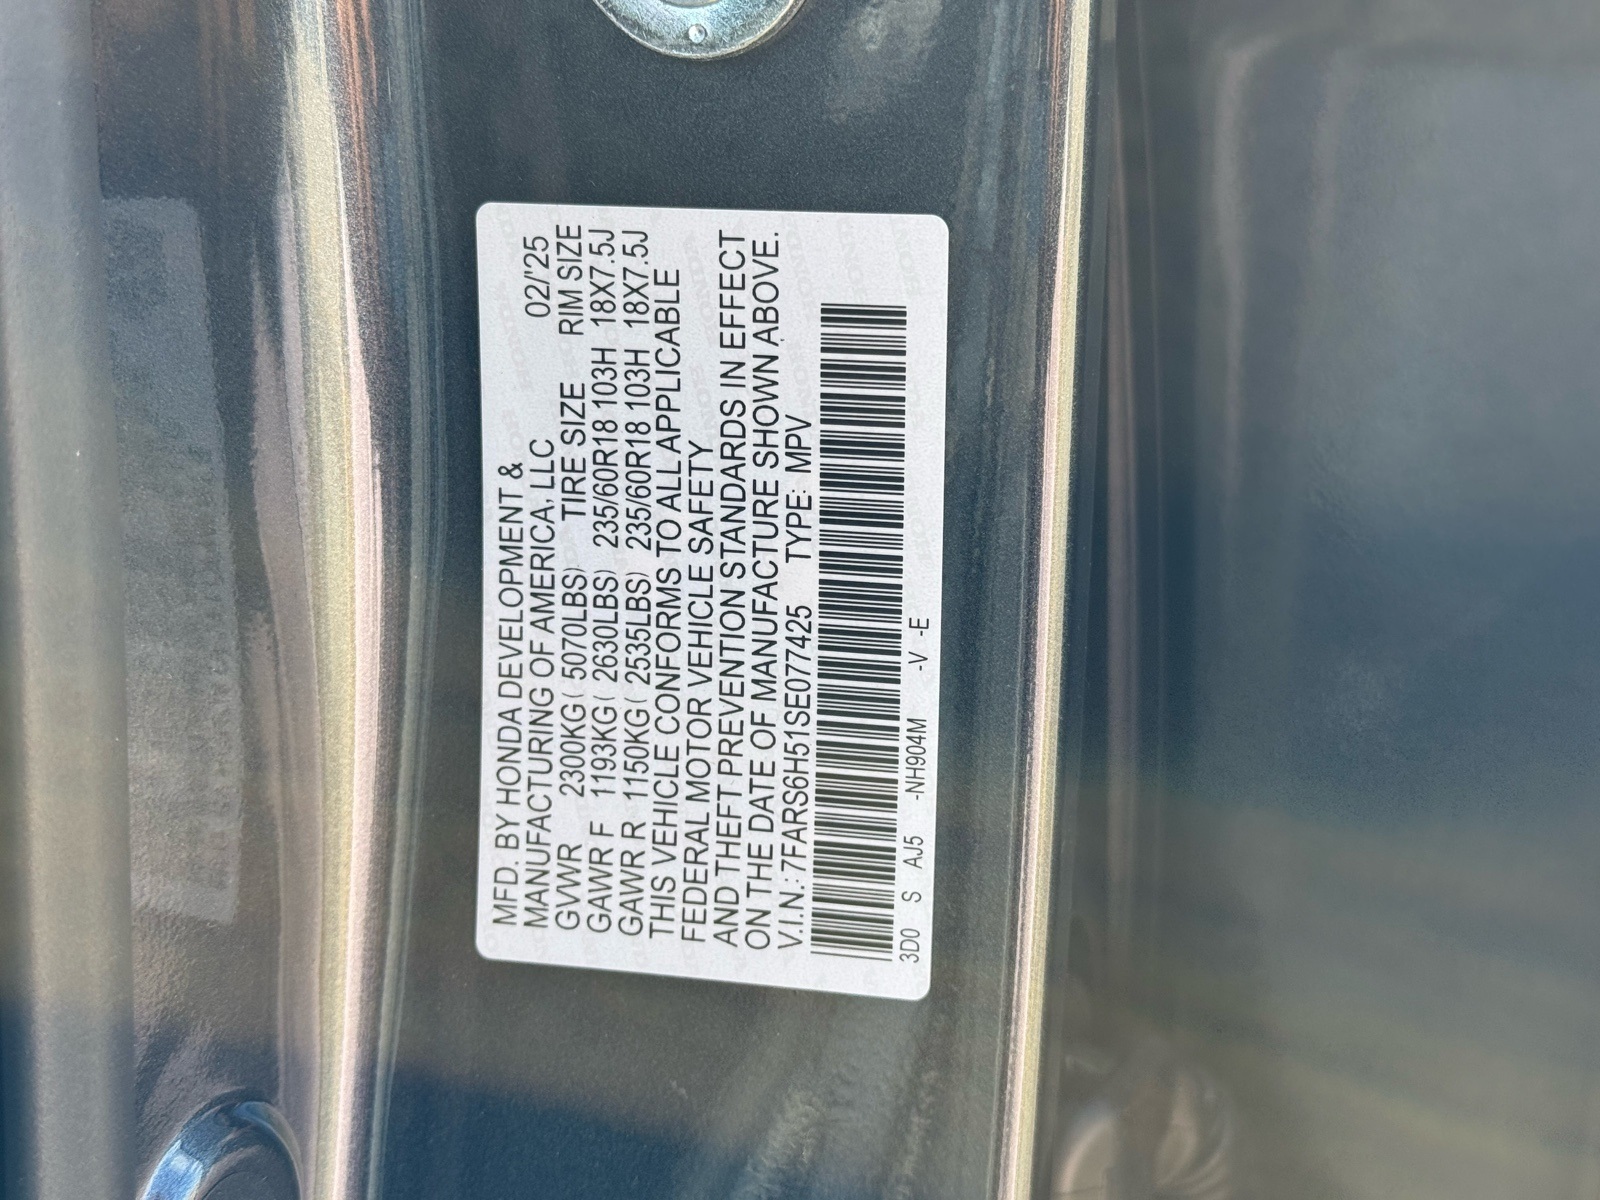 MFD. BY HONDA DEVELOPMENT &
MANUFACTURING OF AMERICA, LLC 02/'25
GVWR 2300KG ( 5070LBS) TIRE SIZE RIM SIZE
GAWR F 1193KG ( 2630LBS) 235/60R18 103H 18X7.5J
GAWR R 1150KG ( 2535LBS) 235/60R18 103H 18X7.5J
THIS VEHICLE CONFORMS TO ALL APPLICABLE
FEDERAL MOTOR VEHICLE SAFETY
AND THEFT PREVENTION STANDARDS IN EFFECT
ON THE DATE OF MANUFACTURE SHOWN ABOVE.
V.I.N.: 7FARS6H51SE077425 TYPE: MPV
3D0 S AJ5 -NH904M -V -E